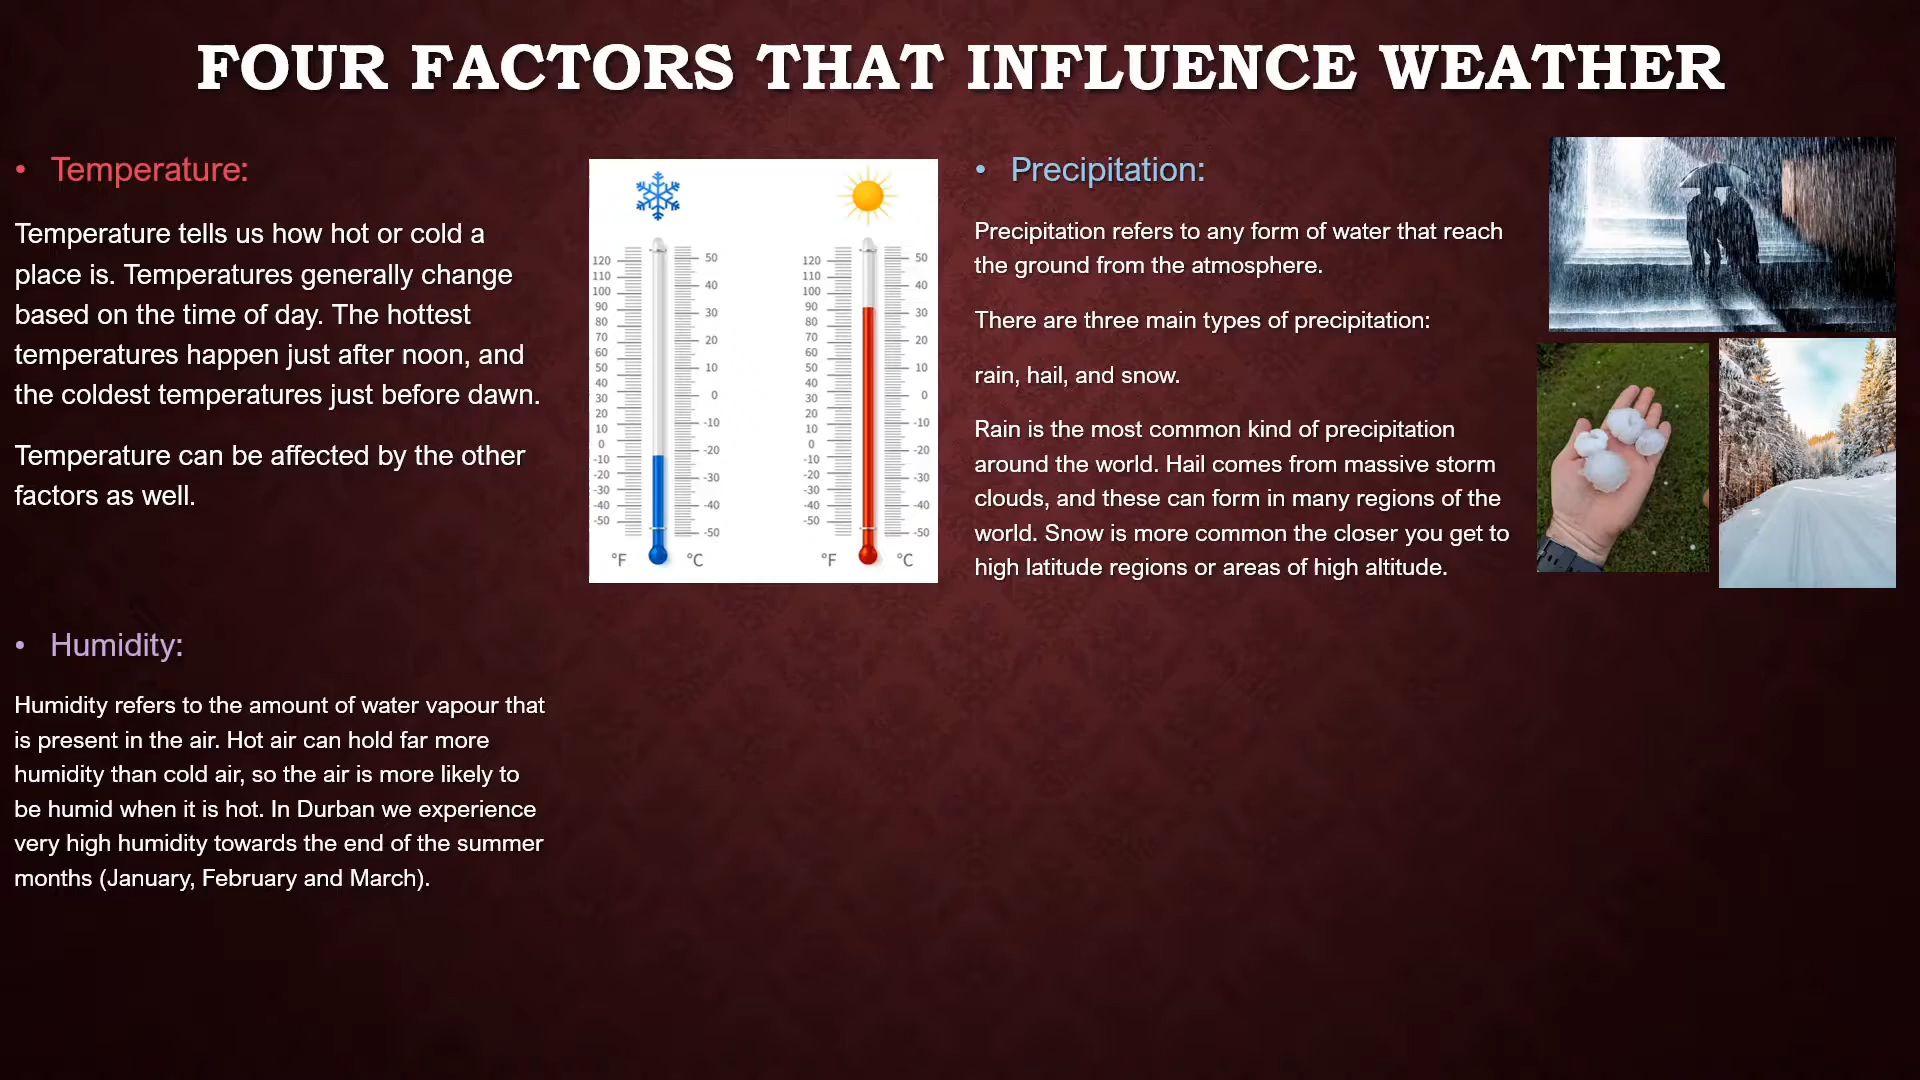 FOUR FACTORS THAT INFLUENCE WEATHER
• Temperature:
Temperature tells us how hot or cold a
place is. Temperatures generally change
based on the time of day. The hottest
temperatures happen just after noon, and
the coldest temperatures just before dawn.
Temperature can be affected by the other
factors as well.
120 50
110
100 40
90 30
80
70 20
60
50 10
40
30 0
20
10 -10
0
-10 -20
-20
-30 -30
-40 -40
-50 -50
°F °C
120 50
110
100 40
90 30
80
70 20
60
50 10
40
30 0
20
10 -10
0
-10 -20
-20
-30 -30
-40 -40
-50 -50
°F °C
• Precipitation:
Precipitation refers to any form of water that reach
the ground from the atmosphere.
There are three main types of precipitation:
rain, hail, and snow.
Rain is the most common kind of precipitation
around the world. Hail comes from massive storm
clouds, and these can form in many regions of the
world. Snow is more common the closer you get to
high latitude regions or areas of high altitude.
• Humidity:
Humidity refers to the amount of water vapour that
is present in the air. Hot air can hold far more
humidity than cold air, so the air is more likely to
be humid when it is hot. In Durban we experience
very high humidity towards the end of the summer
months (January, February and March).